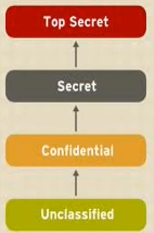 Top Secret
Secret
Confidential
Unclassified